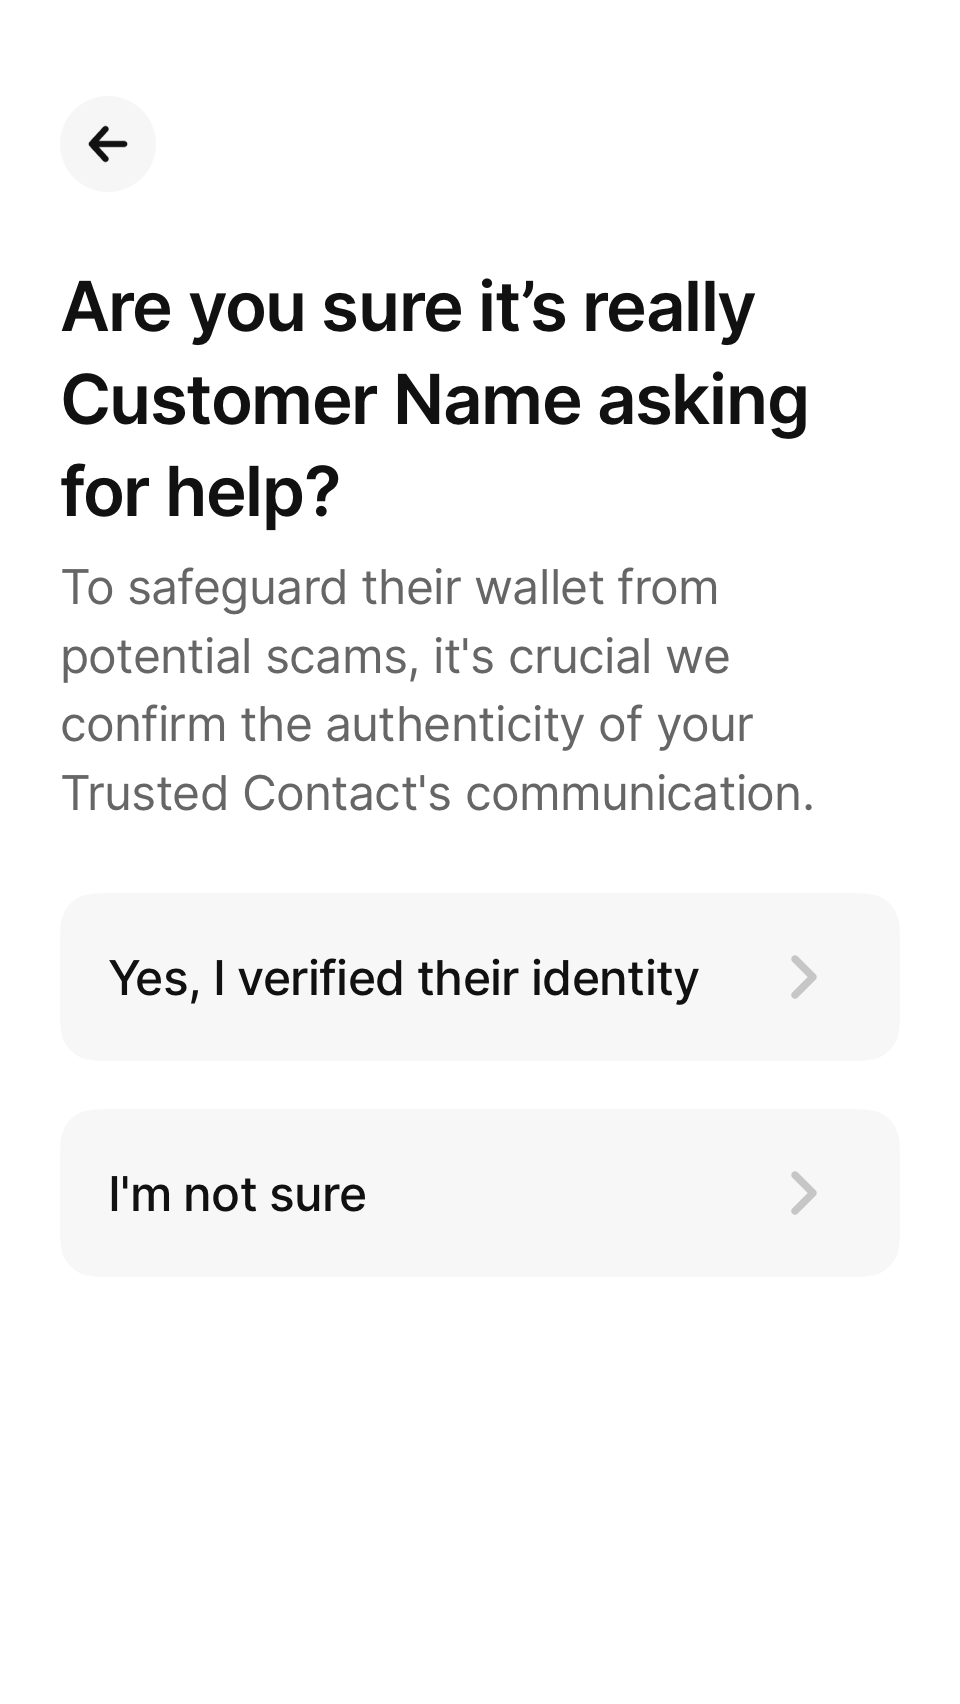 Are you sure it’s really
Customer Name asking
for help?
To safeguard their wallet from
potential scams, it's crucial we
confirm the authenticity of your
Trusted Contact's communication.
Yes, I verified their identity
I'm not sure